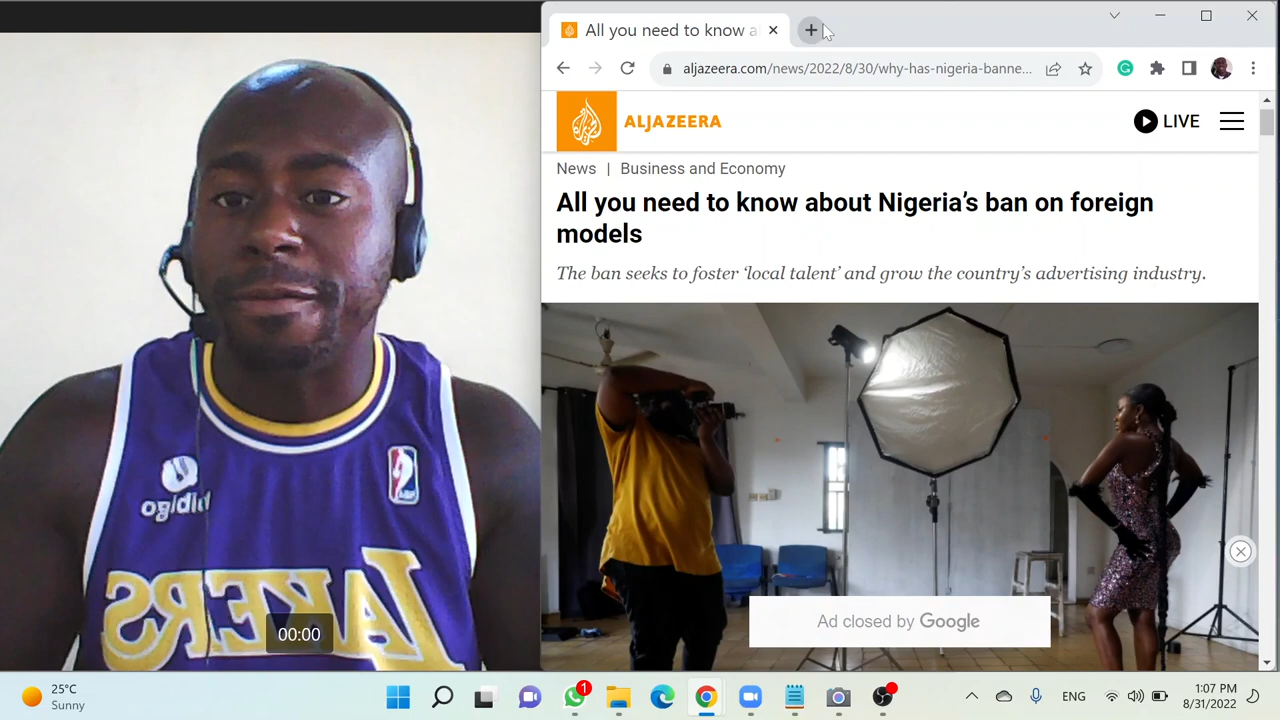 All you need to know a
aljazeera.com/news/2022/8/30/why-has-nigeria-banne...
ALJAZEERA
LIVE
News | Business and Economy
All you need to know about Nigeria's ban on foreign
models
The ban seeks to foster 'local talent' and grow the country's advertising industry.
Ad closed by Google
bibigo
LAKERS
00:00
25°C
Sunny
1
ENG
1:07 PM
8/31/2022